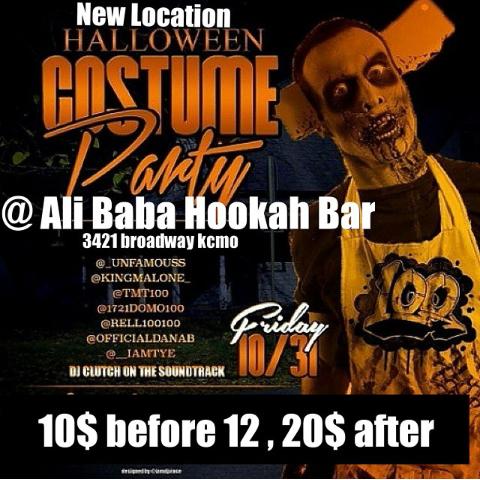 New Location
HALLOWEEN
COSTUME
Party
@ Ali Baba Hookah Bar
3421 broadway kcmo
@_UNFAMOUSS
@KINGMALONE_
@TMT100
@1721DOMO100
@RELL100100
@OFFICIALDANAB
@__IAMTYE
DJ CLUTCH ON THE SOUNDTRACK
Friday
10/31
100
10$ before 12 , 20$ after